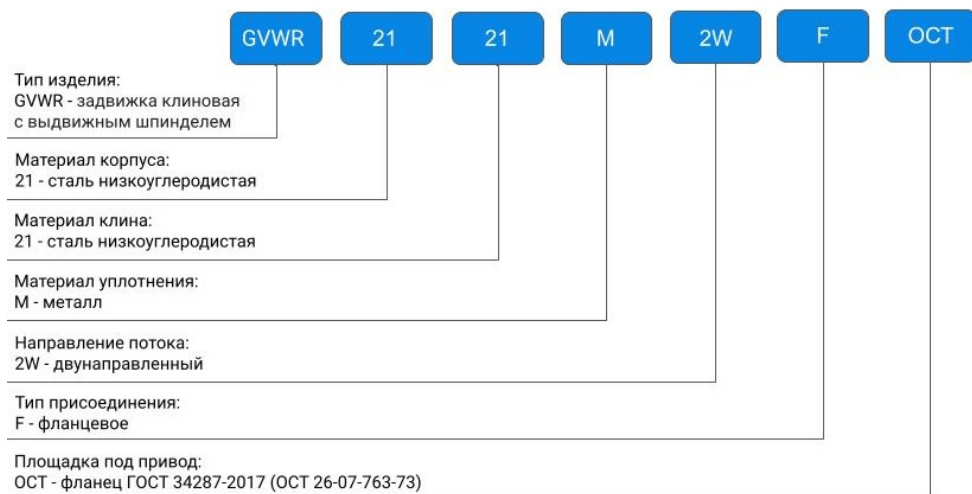 GVWR 21 21 M 2W F ОСТ
Тип изделия:
GVWR - задвижка клиновая
с выдвижным шпинделем
Материал корпуса:
21 - сталь низкоуглеродистая
Материал клина:
21 - сталь низкоуглеродистая
Материал уплотнения:
М - металл
Направление потока:
2W - двунаправленный
Тип присоединения:
F - фланцевое
Площадка под привод:
ОСТ - фланец ГОСТ 34287-2017 (ОСТ 26-07-763-73)